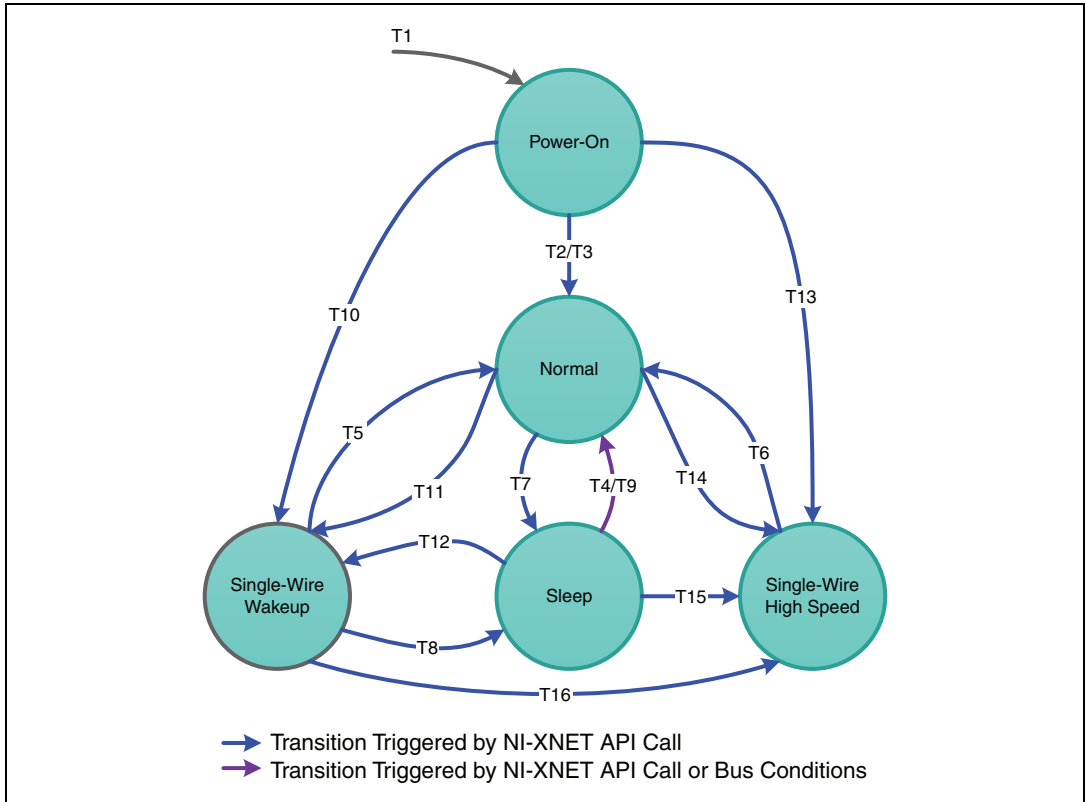 T1
Power-On
T2/T3
T10
T13
Normal
T5
T6
T11
T7
T4/T9
T14
T12
Single-Wire
Wakeup
Sleep
T15
Single-Wire
High Speed
T8
T16
Transition Triggered by NI-XNET API Call
Transition Triggered by NI-XNET API Call or Bus Conditions